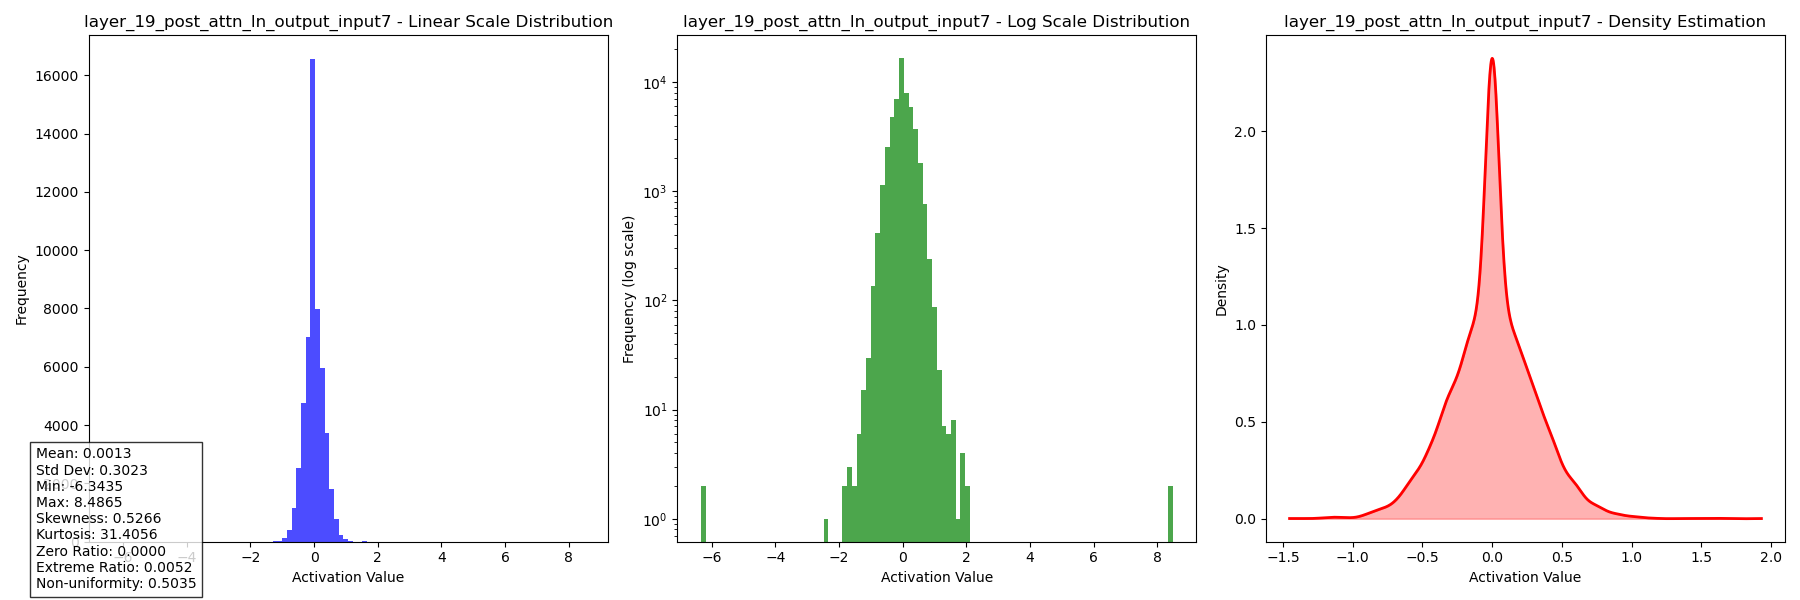 layer_19_post_attn_ln_output_input7 - Linear Scale Distribution
16000
14000
12000
10000
8000
6000
4000
2000
0
Frequency
−6 −4 −2 0 2 4 6 8
Activation Value
Mean: 0.0013
Std Dev: 0.3023
Min: -6.3435
Max: 8.4865
Skewness: 0.5266
Kurtosis: 31.4056
Zero Ratio: 0.0000
Extreme Ratio: 0.0052
Non-uniformity: 0.5035
layer_19_post_attn_ln_output_input7 - Log Scale Distribution
10⁴
10³
10²
10¹
10⁰
Frequency (log scale)
−6 −4 −2 0 2 4 6 8
Activation Value
layer_19_post_attn_ln_output_input7 - Density Estimation
2.0
1.5
1.0
0.5
0.0
Density
−1.5 −1.0 −0.5 0.0 0.5 1.0 1.5 2.0
Activation Value